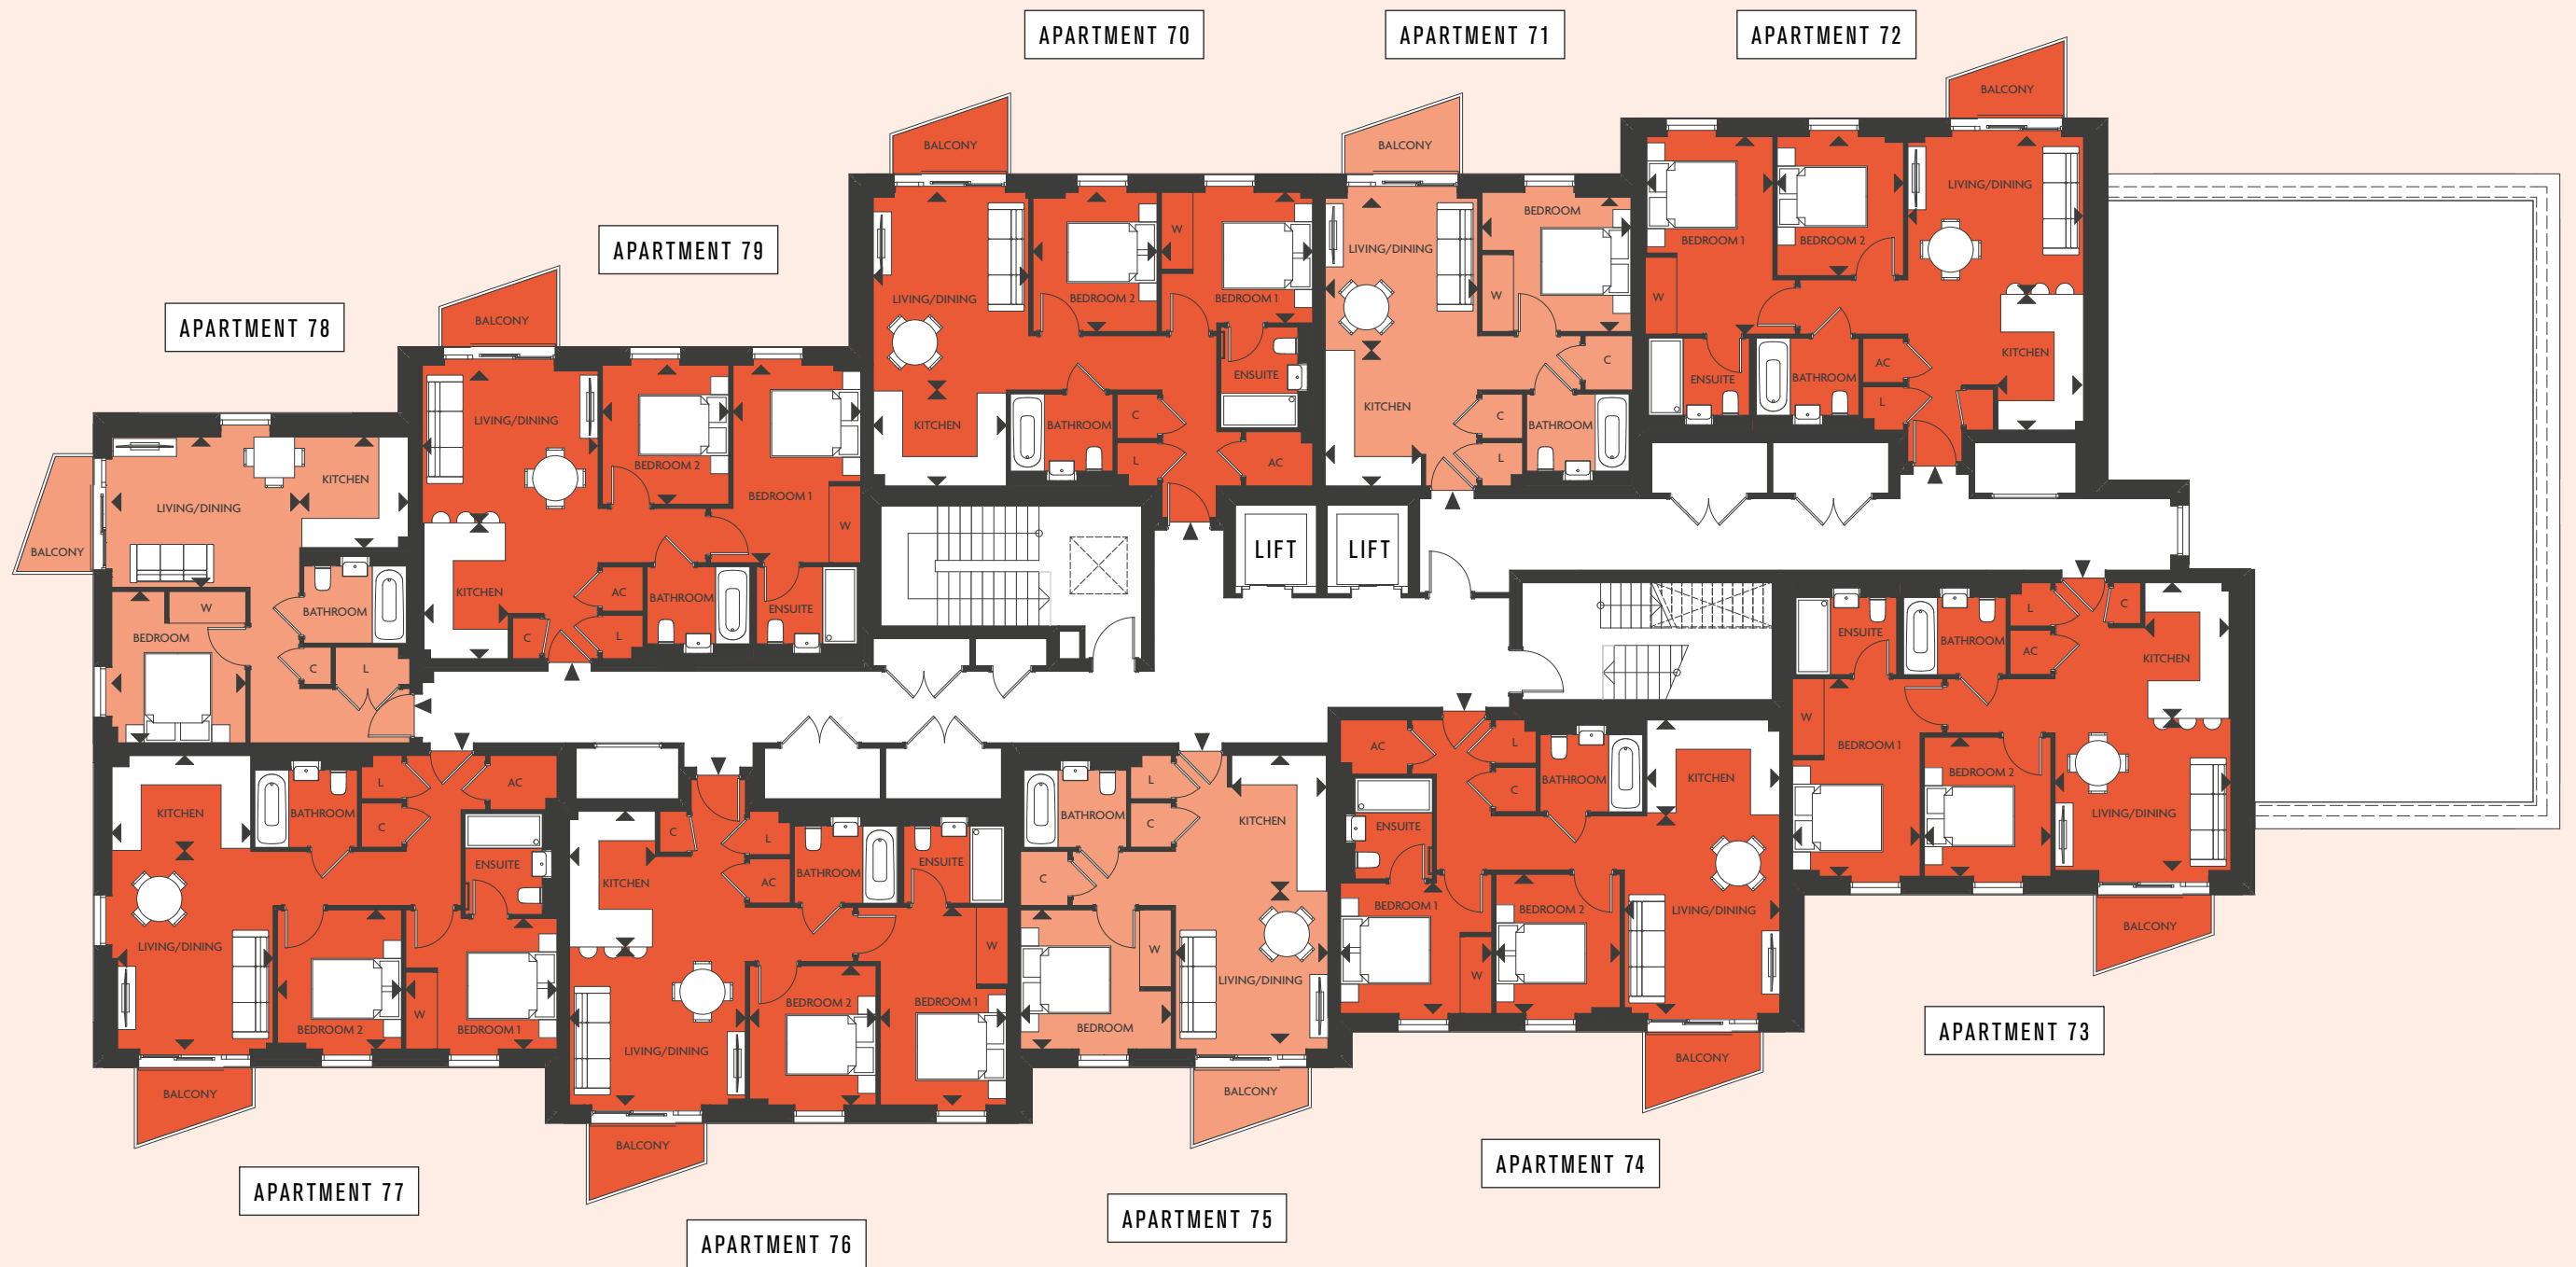 APARTMENT 70
APARTMENT 71
APARTMENT 72
BALCONY
BALCONY
BALCONY
LIVING/DINING
BEDROOM 1
BEDROOM 2
W
KITCHEN
ENSUITE
BATHROOM
AC
L
BEDROOM
LIVING/DINING
W
C
KITCHEN
C
BATHROOM
L
W
LIVING/DINING
BEDROOM 2
BEDROOM 1
ENSUITE
KITCHEN
BATHROOM
C
L
AC
APARTMENT 79
BALCONY
LIVING/DINING
BEDROOM 2
BEDROOM 1
W
KITCHEN
AC
BATHROOM
ENSUITE
C
L
APARTMENT 78
KITCHEN
LIVING/DINING
BALCONY
W
BATHROOM
BEDROOM
C
L
LIFT
LIFT
ENSUITE
BATHROOM
L
C
AC
KITCHEN
W
BEDROOM 1
BEDROOM 2
LIVING/DINING
BALCONY
APARTMENT 73
AC
L
C
BATHROOM
KITCHEN
ENSUITE
BEDROOM 1
BEDROOM 2
LIVING/DINING
W
BALCONY
APARTMENT 74
BATHROOM
L
C
KITCHEN
C
W
LIVING/DINING
BEDROOM
BALCONY
APARTMENT 75
C
L
BATHROOM
ENSUITE
KITCHEN
AC
W
BEDROOM 2
BEDROOM 1
LIVING/DINING
BALCONY
APARTMENT 76
KITCHEN
BATHROOM
L
AC
C
ENSUITE
LIVING/DINING
W
BEDROOM 2
BEDROOM 1
BALCONY
APARTMENT 77